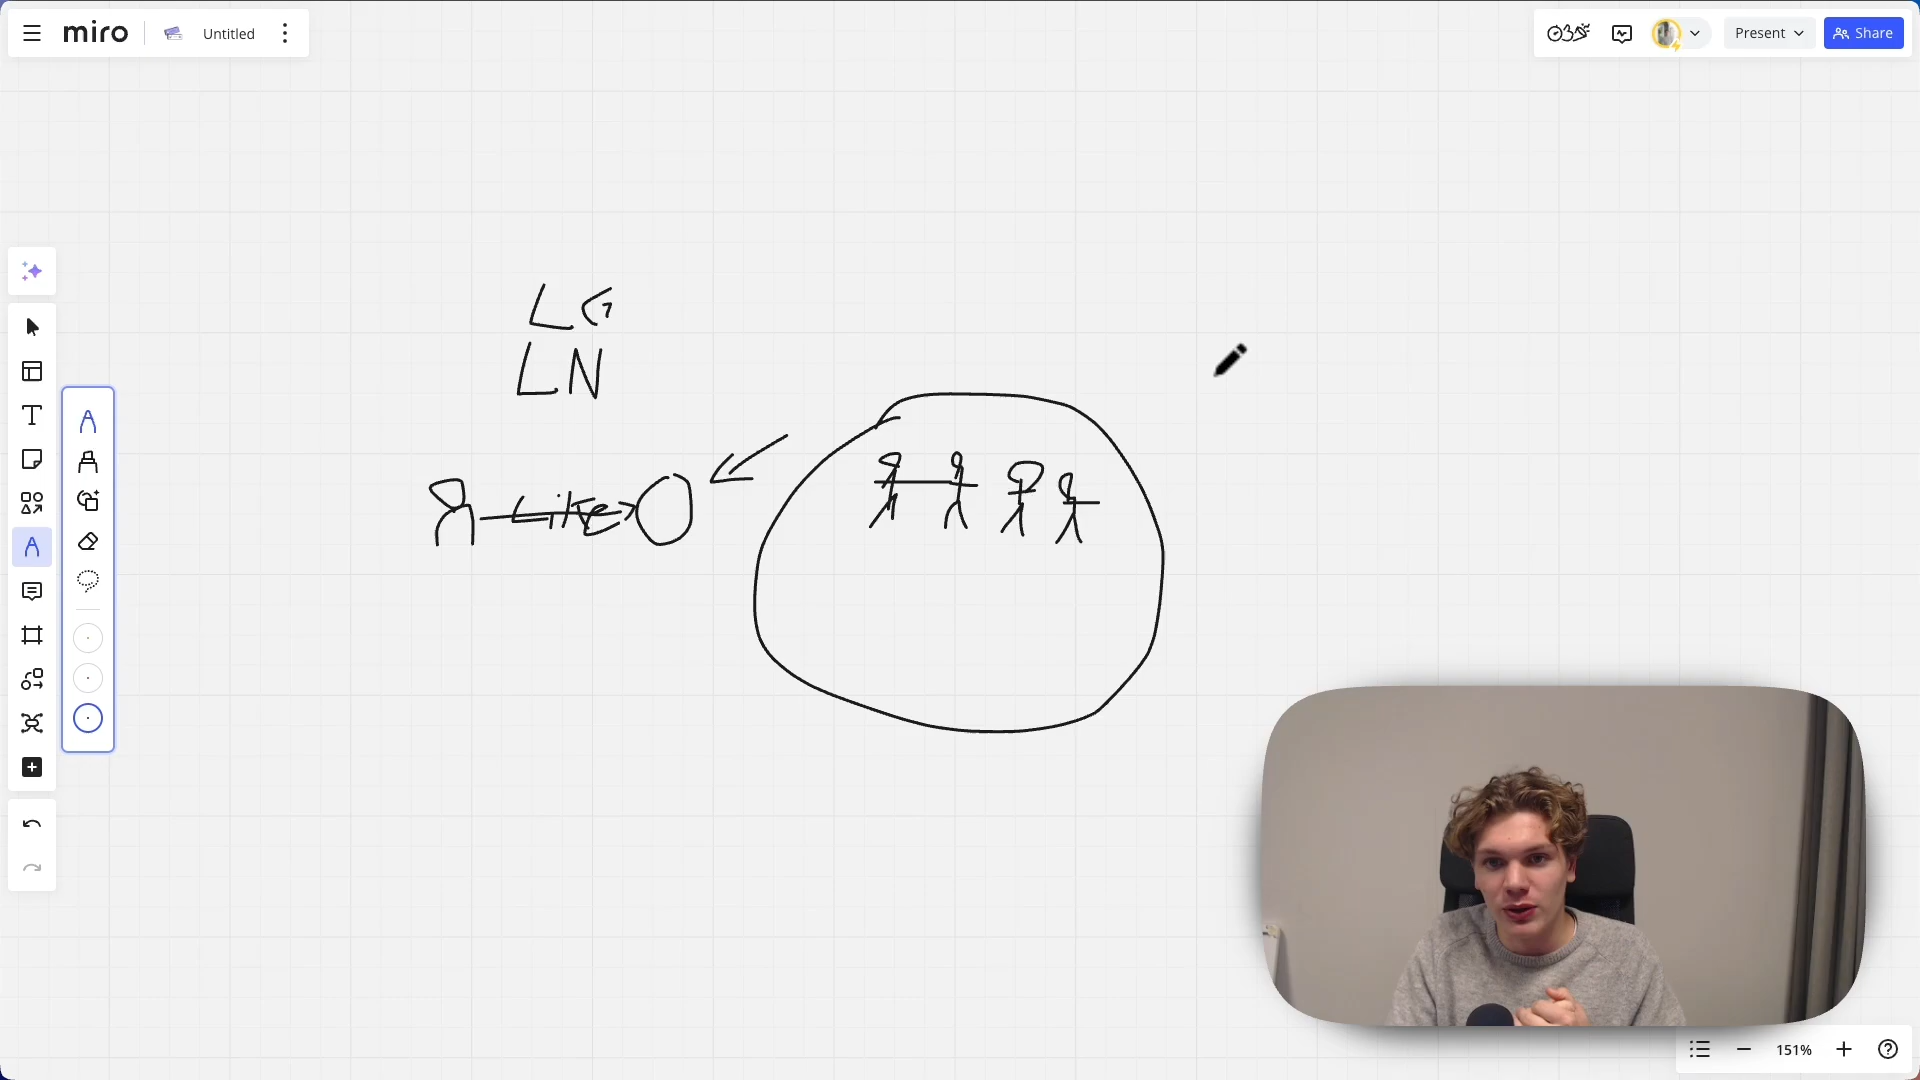 miro
Untitled
Present
Share
LG
LN
Like
151%